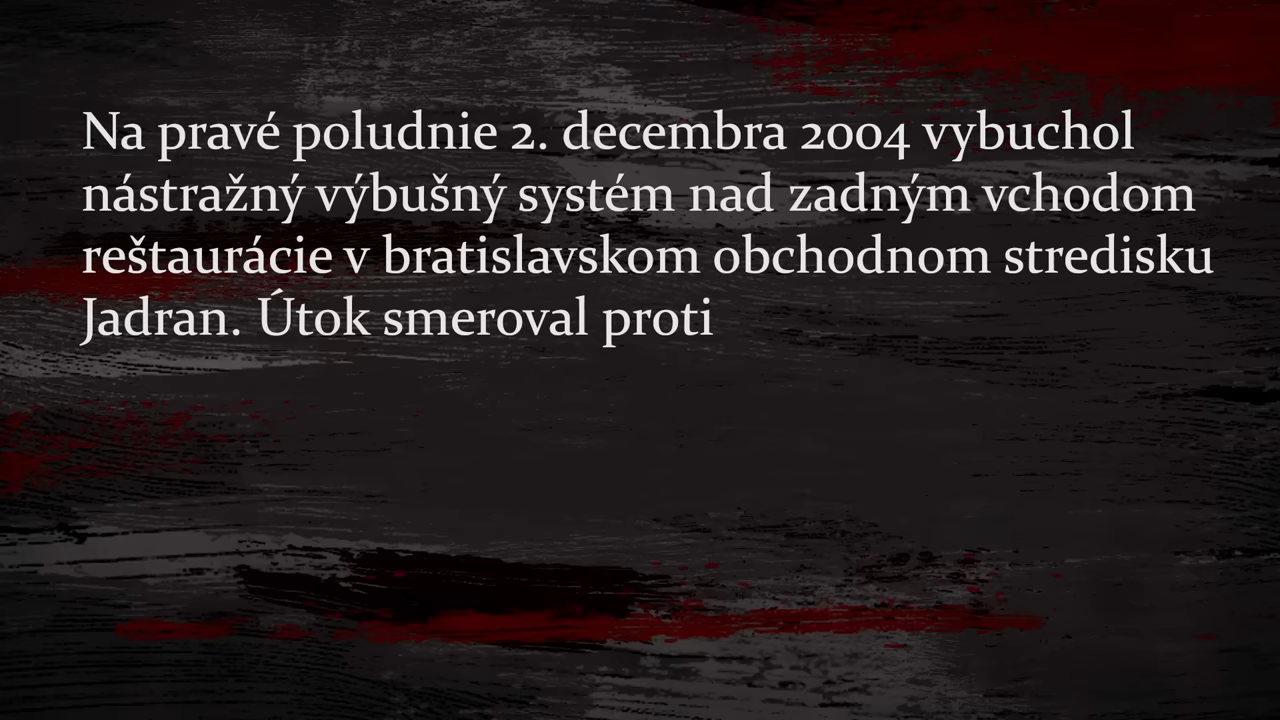 Na pravé poludnie 2. decembra 2004 vybuchol
nástražný výbušný systém nad zadným vchodom
reštaurácie v bratislavskom obchodnom stredisku
Jadran. Útok smeroval proti